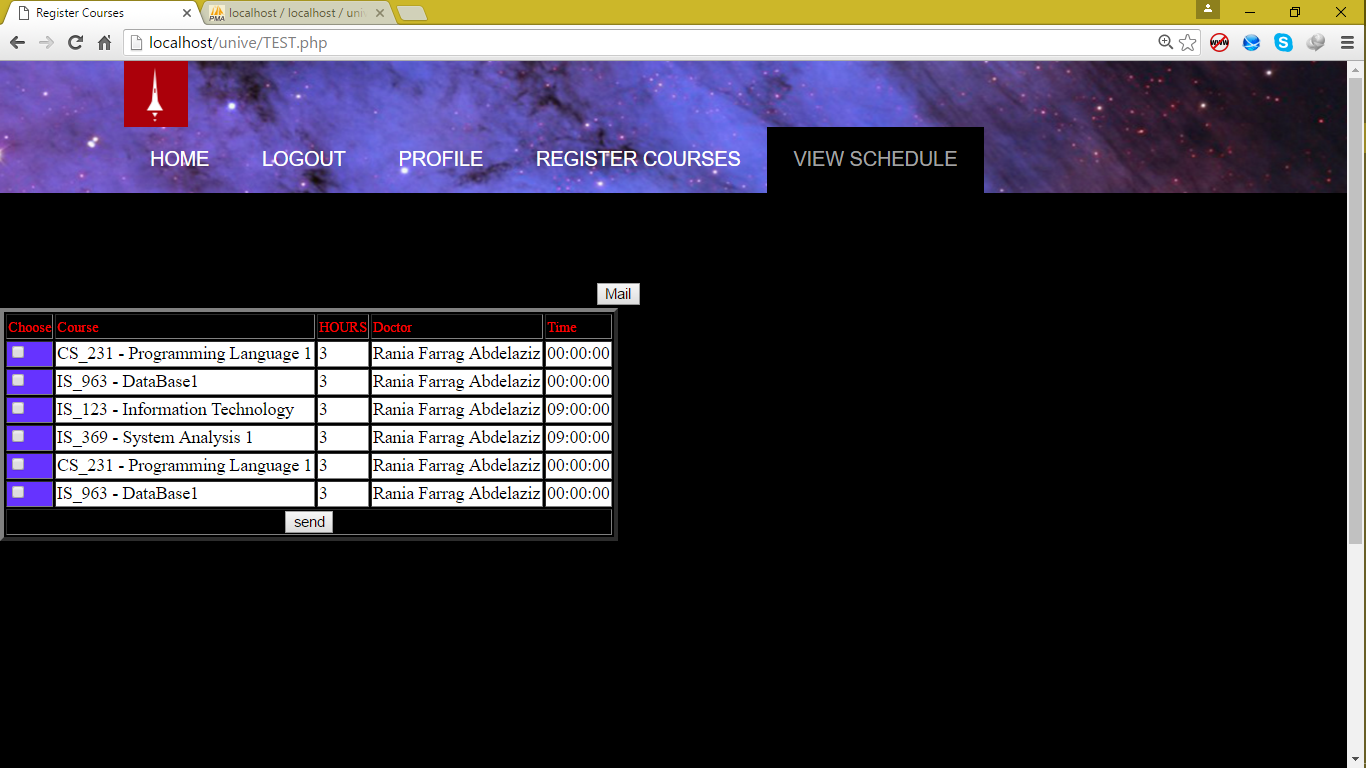 Register Courses
PMA localhost / localhost / univ
localhost/unive/TEST.php
HOME LOGOUT PROFILE REGISTER COURSES VIEW SCHEDULE
Mail
Choose Course HOURS Doctor Time
CS_231 - Programming Language 1 3 Rania Farrag Abdelaziz 00:00:00
IS_963 - DataBase1 3 Rania Farrag Abdelaziz 00:00:00
IS_123 - Information Technology 3 Rania Farrag Abdelaziz 09:00:00
IS_369 - System Analysis 1 3 Rania Farrag Abdelaziz 09:00:00
CS_231 - Programming Language 1 3 Rania Farrag Abdelaziz 00:00:00
IS_963 - DataBase1 3 Rania Farrag Abdelaziz 00:00:00
send